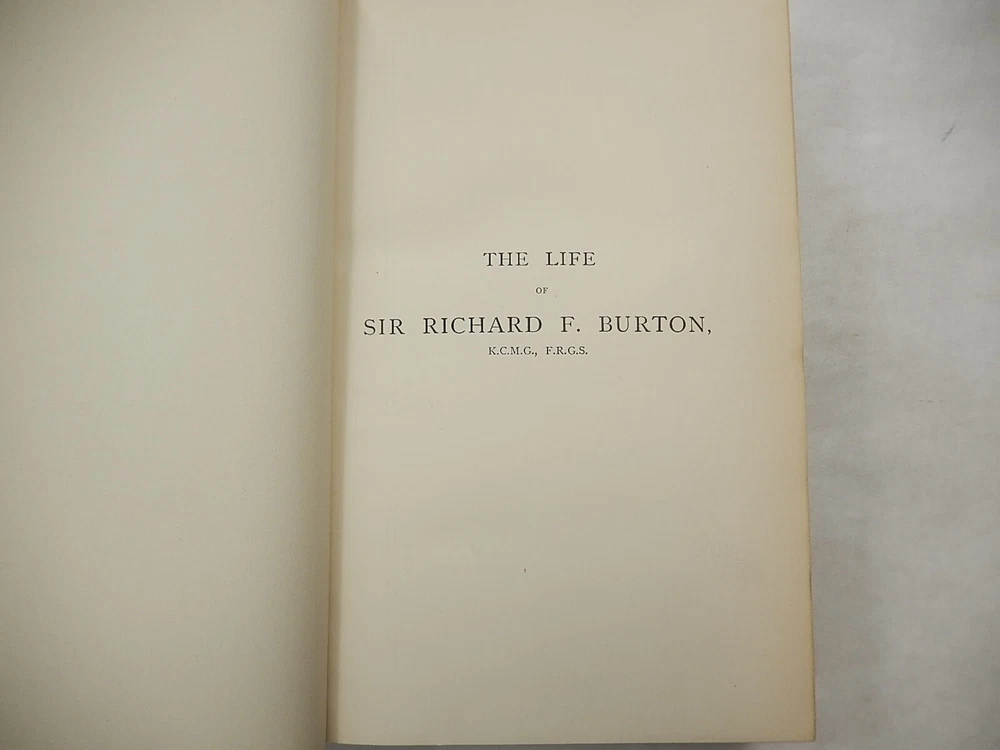 THE LIFE
OF
SIR RICHARD F. BURTON,
K.C.M.G., F.R.G.S.